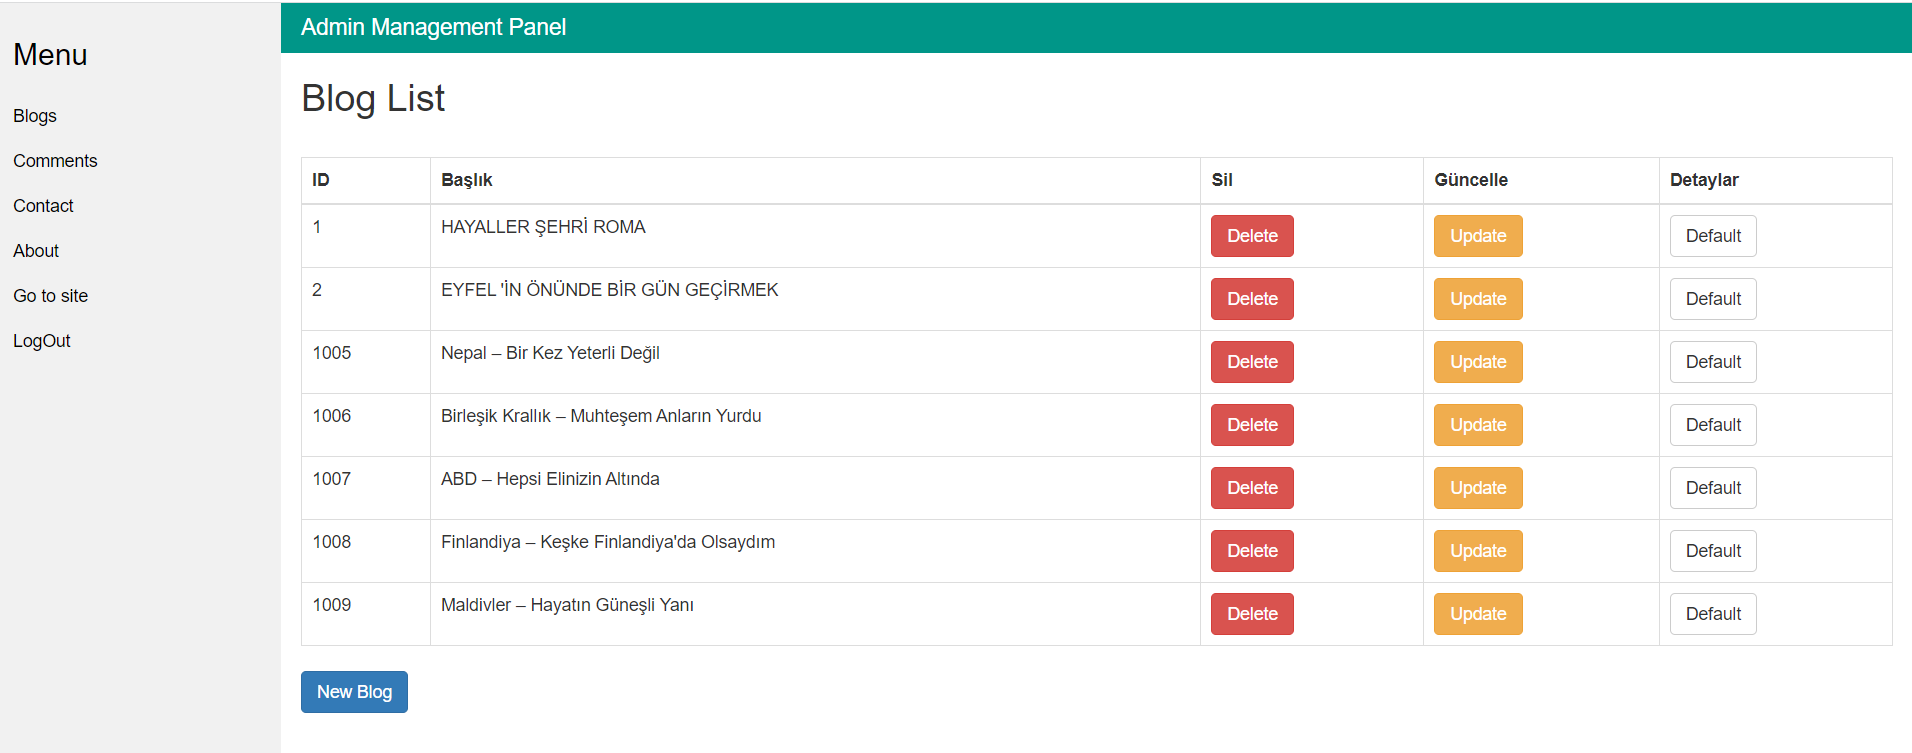 Admin Management Panel
Menu
Blogs
Comments
Contact
About
Go to site
LogOut
Blog List
ID Başlık Sil Güncelle Detaylar
1 HAYALLER ŞEHRİ ROMA Delete Update Default
2 EYFEL 'İN ÖNÜNDE BİR GÜN GEÇİRMEK Delete Update Default
1005 Nepal – Bir Kez Yeterli Değil Delete Update Default
1006 Birleşik Krallık – Muhteşem Anların Yurdu Delete Update Default
1007 ABD – Hepsi Elinizin Altında Delete Update Default
1008 Finlandiya – Keşke Finlandiya'da Olsaydım Delete Update Default
1009 Maldivler – Hayatın Güneşli Yanı Delete Update Default
New Blog